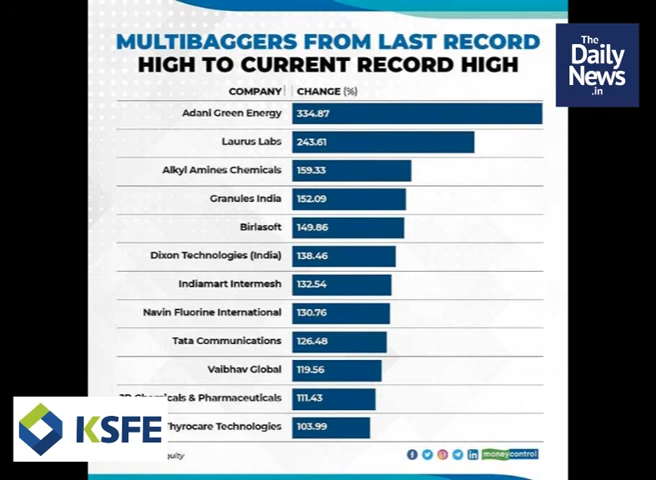 MULTIBAGGERS FROM LAST RECORD
HIGH TO CURRENT RECORD HIGH
The
Daily
News
.in
COMPANY CHANGE (%)
Adani Green Energy 334.87
Laurus Labs 243.61
Alkyl Amines Chemicals 159.33
Granules India 152.09
Birlasoft 149.86
Dixon Technologies (India) 138.46
Indiamart Intermesh 132.54
Navin Fluorine International 130.76
Tata Communications 126.48
Vaibhav Global 119.56
& Pharmaceuticals 111.43
Thyrocare Technologies 103.99
KSFE
moneycontrol